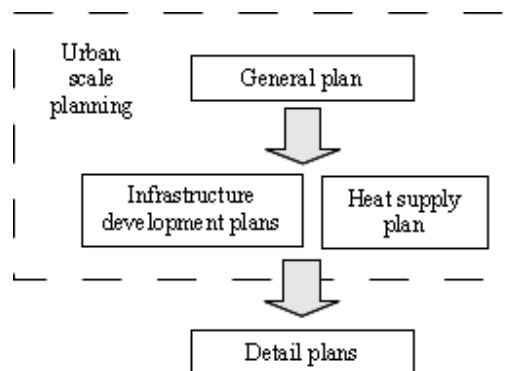 Urban
scale
planning
General plan
Infrastructure
development plans
Heat supply
plan
Detail plans